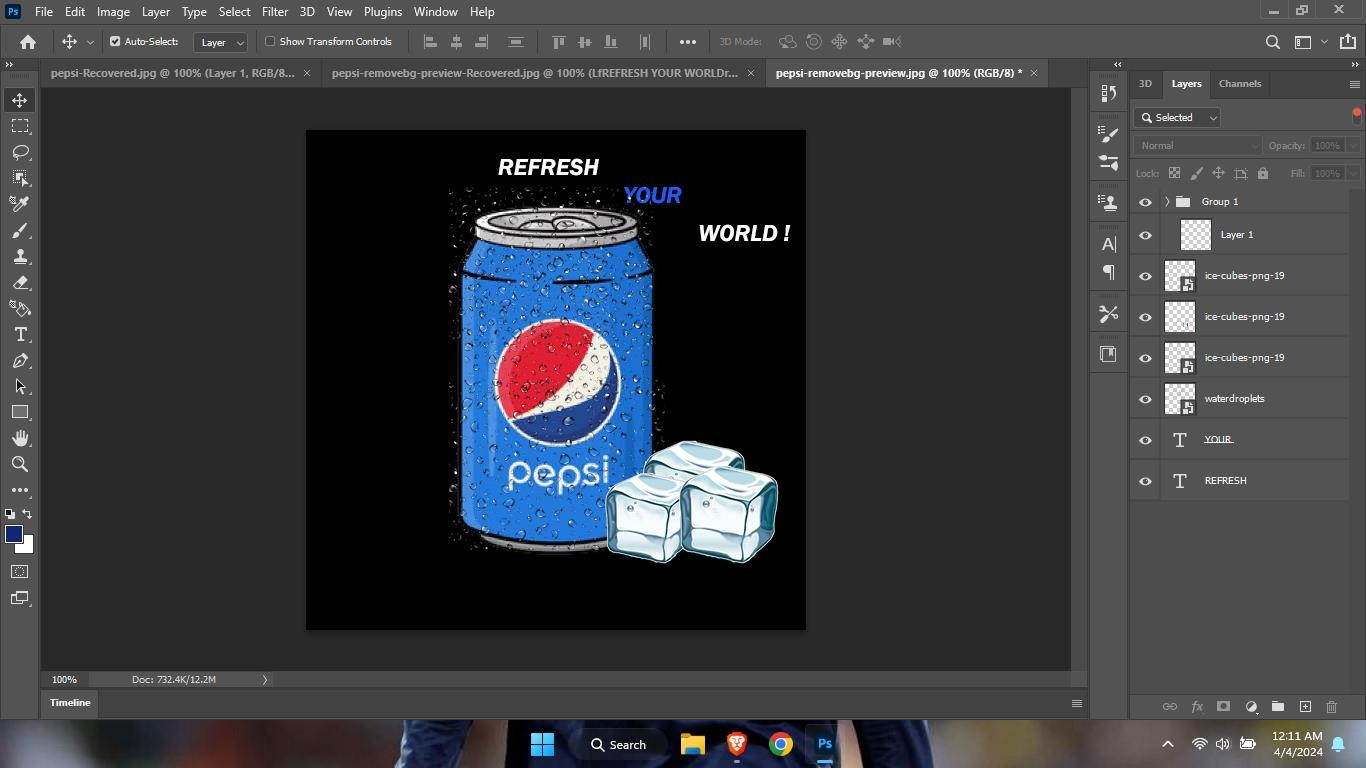 Ps File Edit Image Layer Type Select Filter 3D View Plugins Window Help
Auto-Select: Layer Show Transform Controls 3D Mode:
pepsi-Recovered.jpg @ 100% (Layer 1, RGB/8... × pepsi-removebg-preview-Recovered.jpg @ 100% (LfREFRESH YOUR WORLDr... × pepsi-removebg-preview.jpg @ 100% (RGB/8) * ×
3D Layers Channels
Selected
Normal Opacity: 100%
Lock: Fill: 100%
Group 1
Layer 1
ice-cubes-png-19
ice-cubes-png-19
ice-cubes-png-19
waterdroplets
YOUR
REFRESH
REFRESH
YOUR
WORLD !
pepsi
100% Doc: 732.4K/12.2M
Timeline
Search
Ps
12:11 AM
4/4/2024